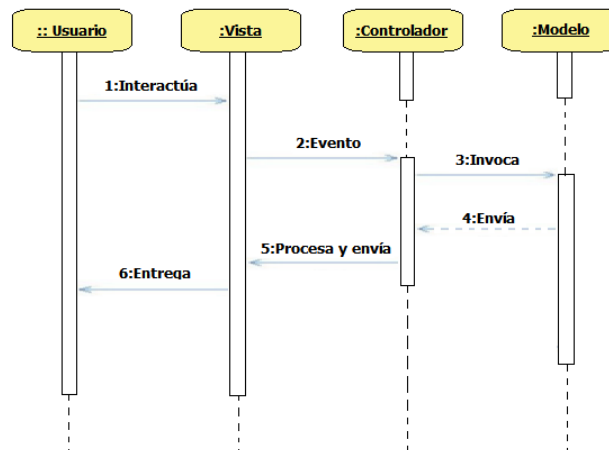 :: Usuario
:Vista
:Controlador
:Modelo
1:Interactúa
2:Evento
3:Invoca
4:Envía
5:Procesa y envía
6:Entrega